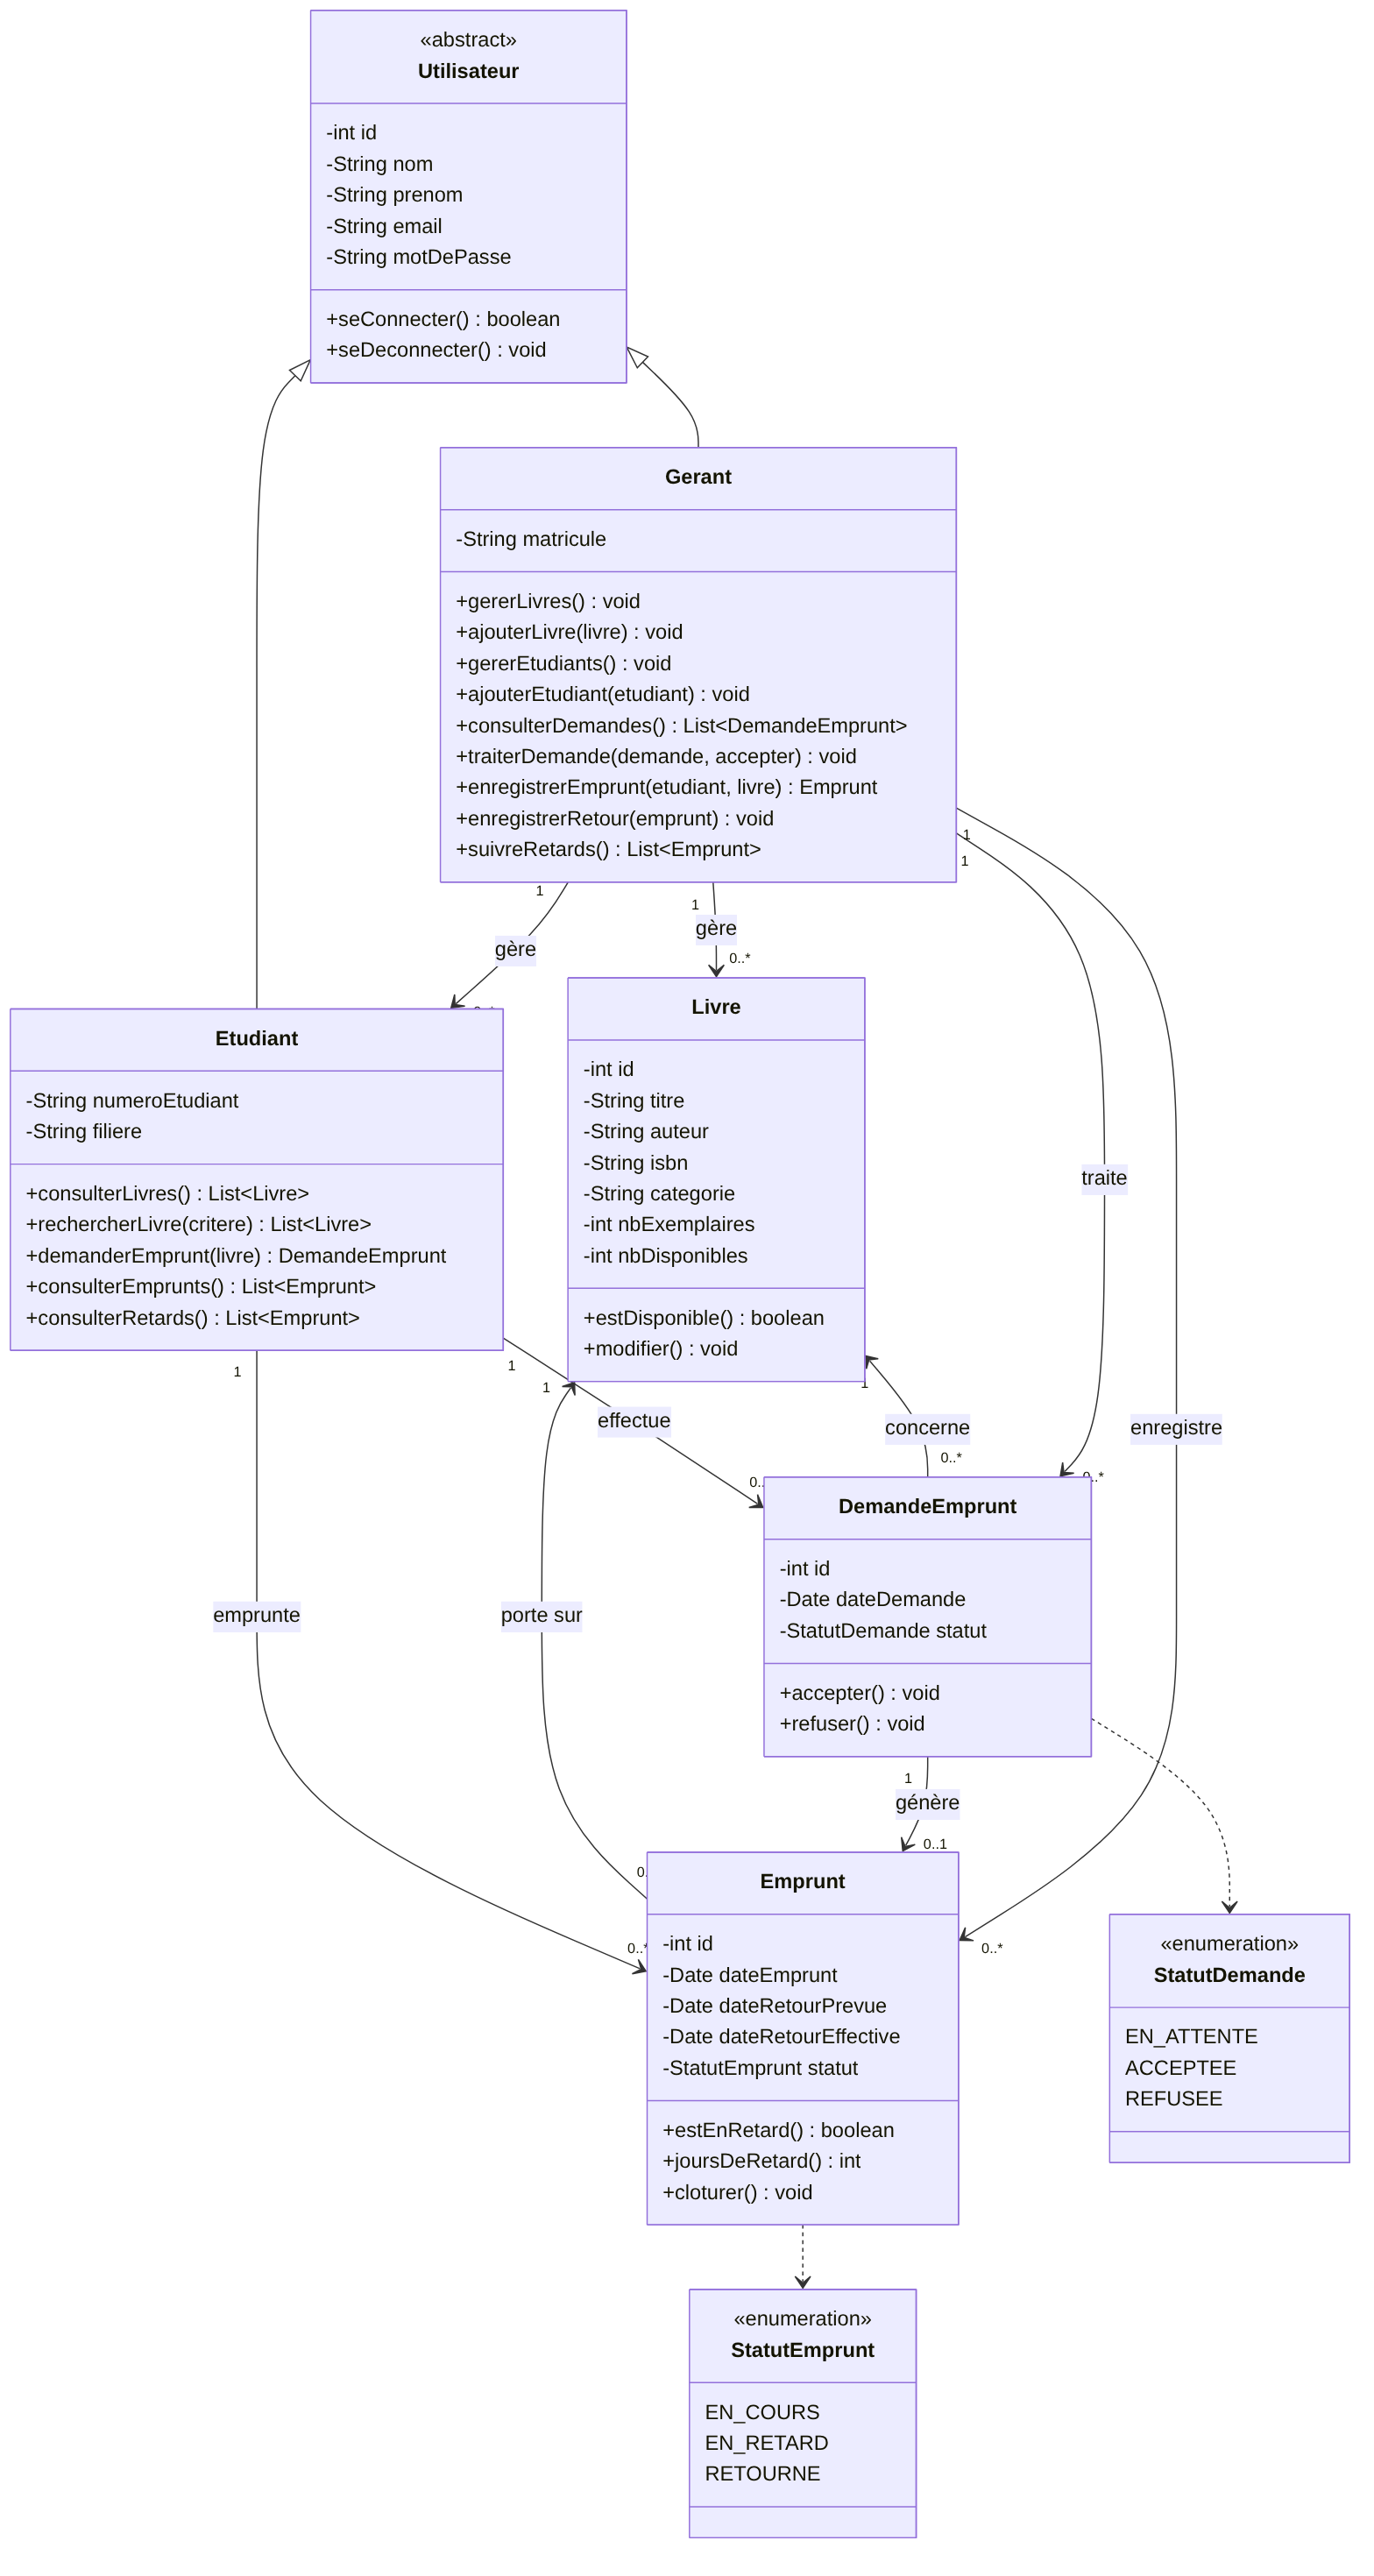 «abstract»
Utilisateur
-int id
-String nom
-String prenom
-String email
-String motDePasse
+seConnecter() : boolean
+seDeconnecter() : void
Gerant
-String matricule
+gererLivres() : void
+ajouterLivre(livre) : void
+gererEtudiants() : void
+ajouterEtudiant(etudiant) : void
+consulterDemandes() : List<DemandeEmprunt>
+traiterDemande(demande, accepter) : void
+enregistrerEmprunt(etudiant, livre) : Emprunt
+enregistrerRetour(emprunt) : void
+suivreRetards() : List<Emprunt>
1
1
1
1
gère
gère
0..*
Etudiant
-String numeroEtudiant
-String filiere
+consulterLivres() : List<Livre>
+rechercherLivre(critere) : List<Livre>
+demanderEmprunt(livre) : DemandeEmprunt
+consulterEmprunts() : List<Emprunt>
+consulterRetards() : List<Emprunt>
Livre
-int id
-String titre
-String auteur
-String isbn
-String categorie
-int nbExemplaires
-int nbDisponibles
+estDisponible() : boolean
+modifier() : void
traite
1
1
1
1
effectue
concerne
enregistre
0..*
0..*
DemandeEmprunt
-int id
-Date dateDemande
-StatutDemande statut
+accepter() : void
+refuser() : void
emprunte
porte sur
1
génère
0..1
0..*
0..*
Emprunt
-int id
-Date dateEmprunt
-Date dateRetourPrevue
-Date dateRetourEffective
-StatutEmprunt statut
+estEnRetard() : boolean
+joursDeRetard() : int
+cloturer() : void
«enumeration»
StatutDemande
EN_ATTENTE
ACCEPTEE
REFUSEE
«enumeration»
StatutEmprunt
EN_COURS
EN_RETARD
RETOURNE